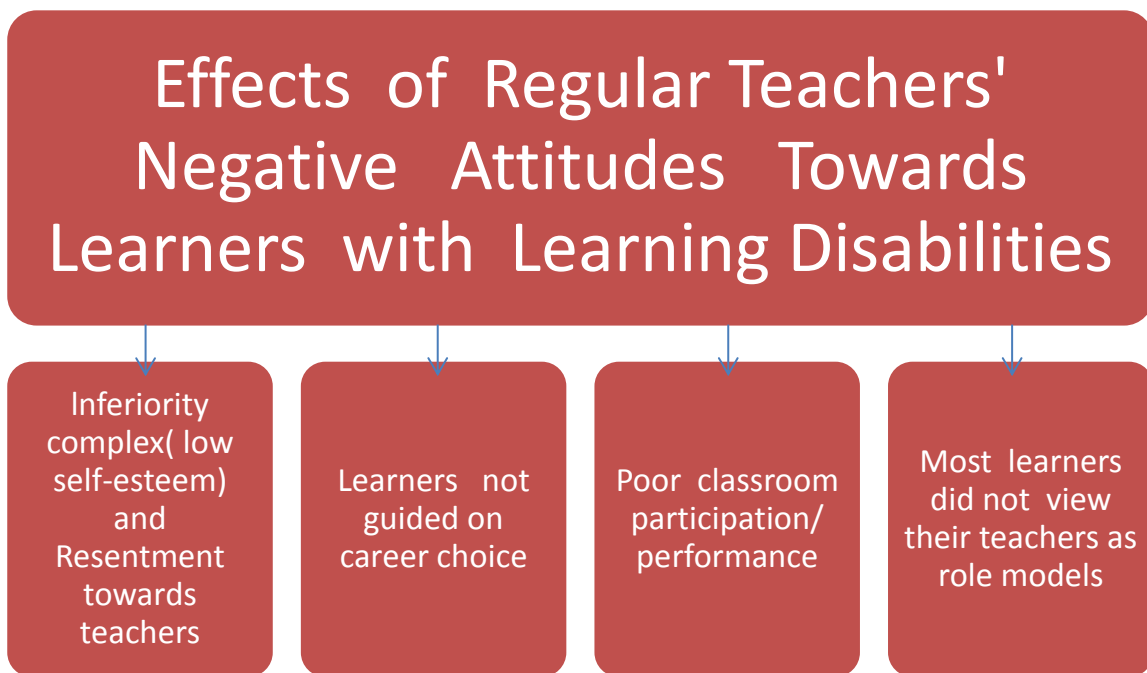 Effects of Regular Teachers'
Negative Attitudes Towards
Learners with Learning Disabilities
Inferiority
complex( low
self-esteem)
and
Resentment
towards
teachers
Learners not
guided on
career choice
Poor classroom
participation/
performance
Most learners
did not view
their teachers as
role models